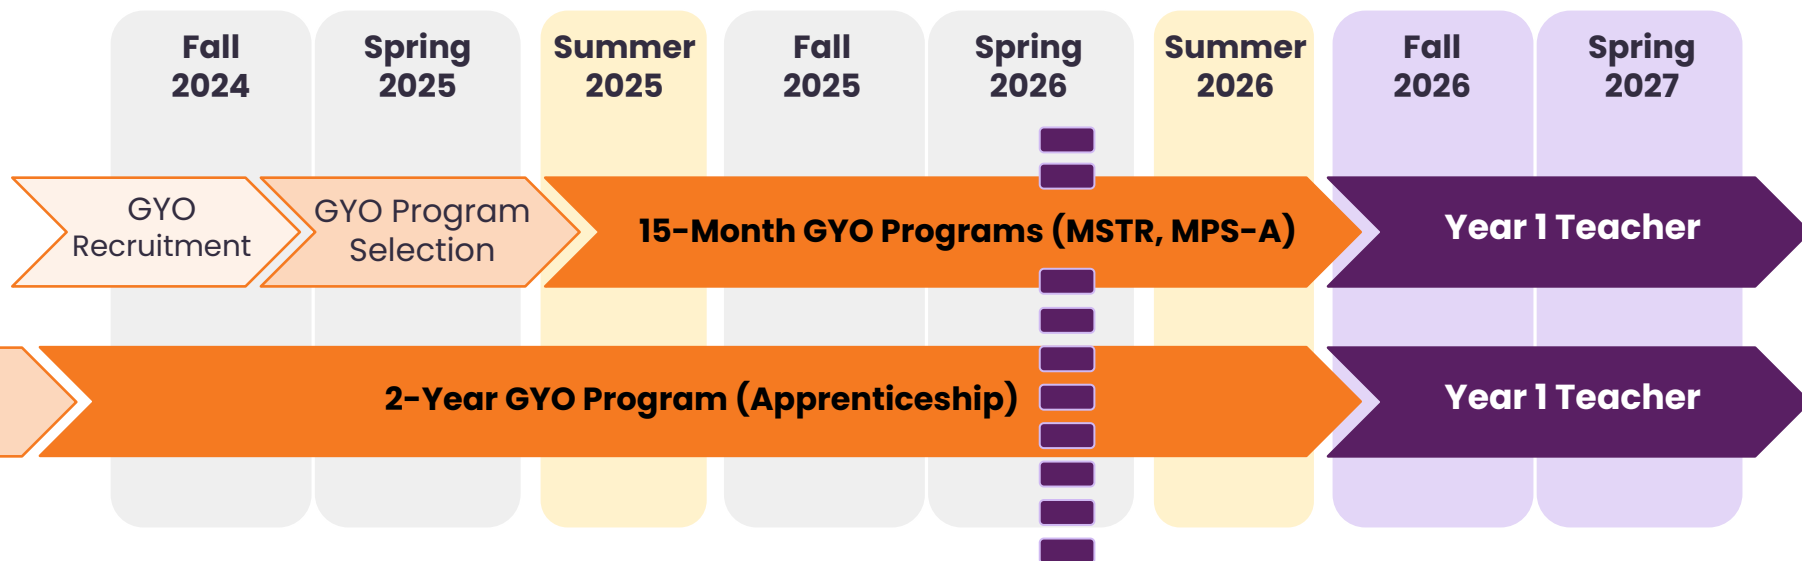 Fall
2024
Spring
2025
Summer
2025
Fall
2025
Spring
2026
Summer
2026
Fall
2026
Spring
2027
GYO
Recruitment
GYO Program
Selection
15-Month GYO Programs (MSTR, MPS-A)
Year 1 Teacher
2-Year GYO Program (Apprenticeship)
Year 1 Teacher